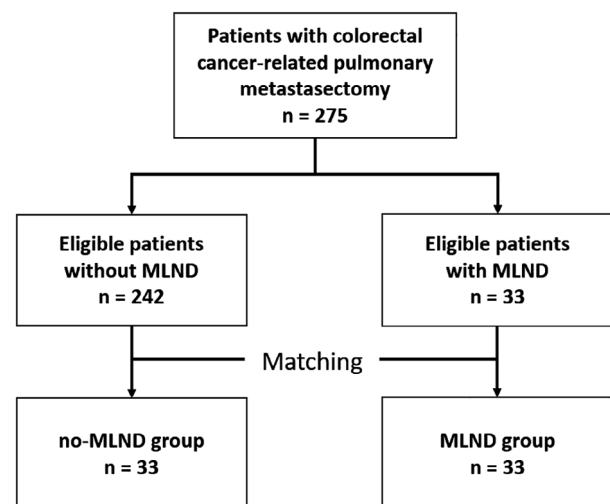 Patients with colorectal
cancer-related pulmonary
metastasectomy
n = 275
Eligible patients
without MLND
n = 242
Eligible patients
with MLND
n = 33
Matching
no-MLND group
n = 33
MLND group
n = 33